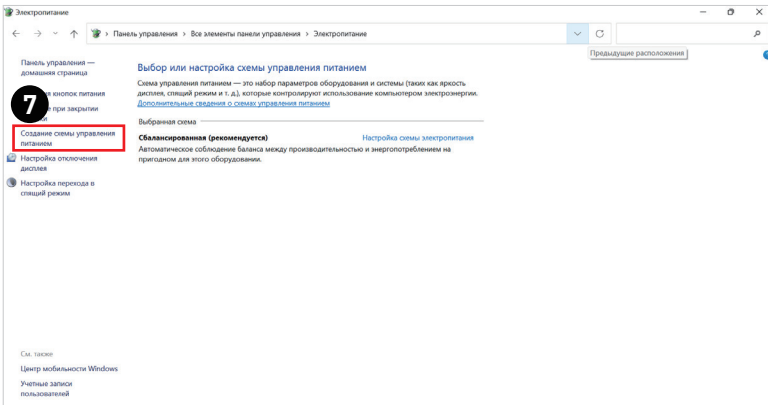 Электропитание
Панель управления > Все элементы панели управления > Электропитание
Предыдущие расположения
Панель управления —
домашняя страница
Выбор или настройка схемы управления питанием
Схема управления питанием — это набор параметров оборудования и системы (таких как яркость
дисплея, спящий режим и т. д.), которые контролируют использование компьютером электроэнергии.
Дополнительные сведения о схемах управления питанием
кнопок питания
7
при закрытии
Выбранная схема
Создание схемы управления
питанием
Сбалансированная (рекомендуется)
Настройка схемы электропитания
Автоматическое соблюдение баланса между производительностью и энергопотреблением на
пригодном для этого оборудовании.
Настройка отключения
дисплея
Настройка перехода в
спящий режим
См. также
Центр мобильности Windows
Учетные записи
пользователей